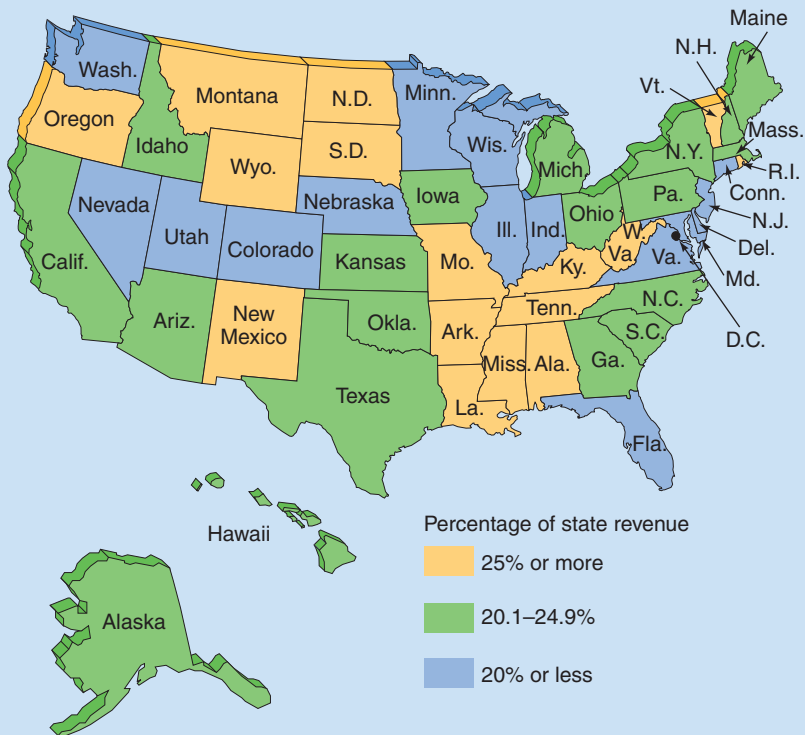 Maine
N.H.
Vt.
Wash.
Montana
N.D.
Minn.
Oregon
Mass.
Idaho
S.D.
Wis.
N.Y.
Mich.
R.I.
Wyo.
Conn.
Iowa
Pa.
Nebraska
Nevada
Ohio
N.J.
Ill.
Ind.
Utah
W.
Va.
Del.
Colorado
Va.
Calif.
Kansas
Mo.
Ky.
Md.
N.C.
Tenn.
Ariz.
New
Mexico
Okla.
Ark.
S.C.
D.C.
Miss.
Ala.
Ga.
Texas
La.
Fla.
Hawaii
Alaska
Percentage of state revenue
25% or more
20.1–24.9%
20% or less